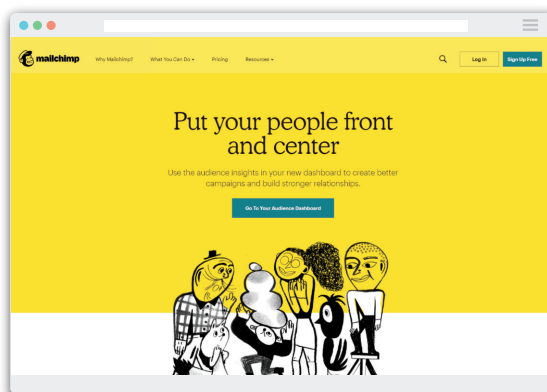 mailchimp
Why Mailchimp?
What You Can Do
Pricing
Resources
Log In
Sign Up Free
Put your people front
and center
Use the audience insights in your new dashboard to create better
campaigns and build stronger relationships.
Go To Your Audience Dashboard